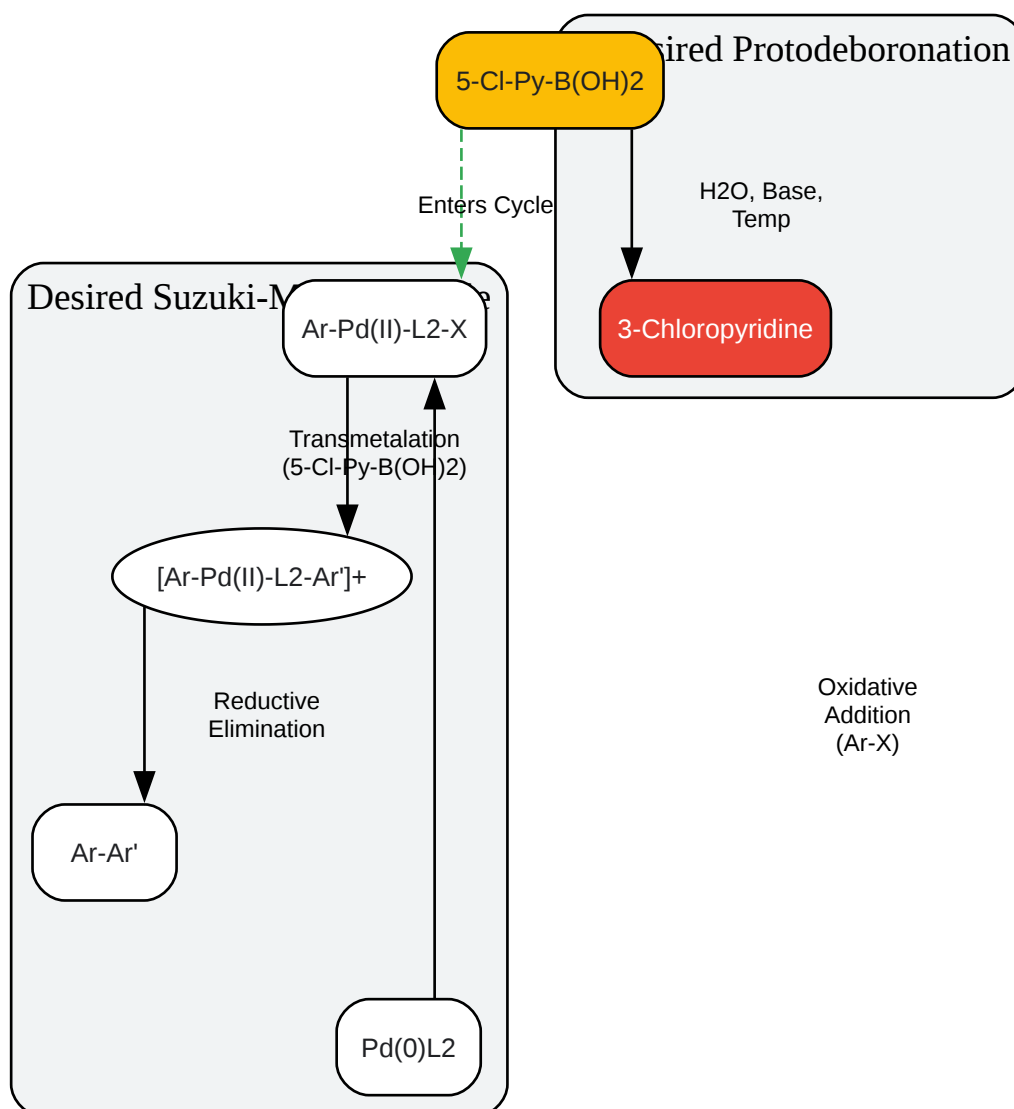 sired Protodeboronation
5-Cl-Py-B(OH)2
H2O, Base,
Temp
Enters Cycle
Desired Suzuki-M
Ar-Pd(II)-L2-X
3-Chloropyridine
Transmetalation
(5-Cl-Py-B(OH)2)
[Ar-Pd(II)-L2-Ar']+
Reductive
Elimination
Oxidative
Addition
(Ar-X)
Ar-Ar'
Pd(0)L2